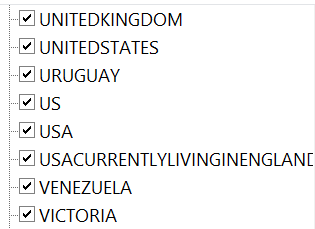 UNITEDKINGDOM
UNITEDSTATES
URUGUAY
US
USA
USACURRENTLYLIVINGINENGLAND
VENEZUELA
VICTORIA